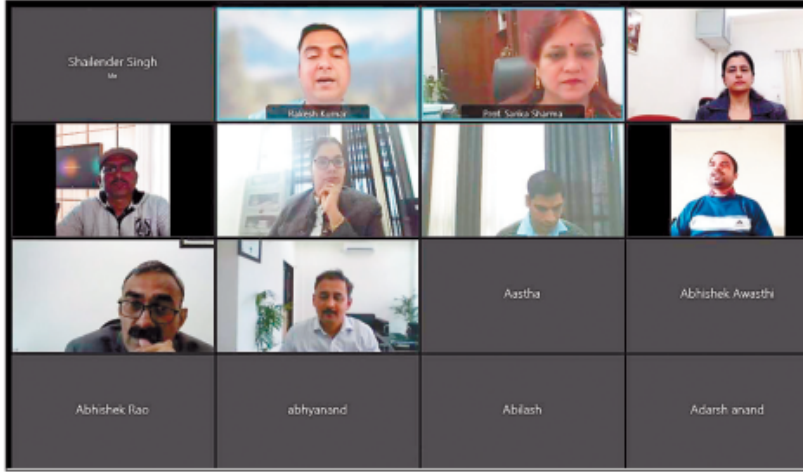 Shailender Singh
Me
Rakesh Kumar
Prof. Sarika Sharma
Aastha
Abhishek Awasthi
Abhishek Rao
abhyanand
Abilash
Adarsh anand